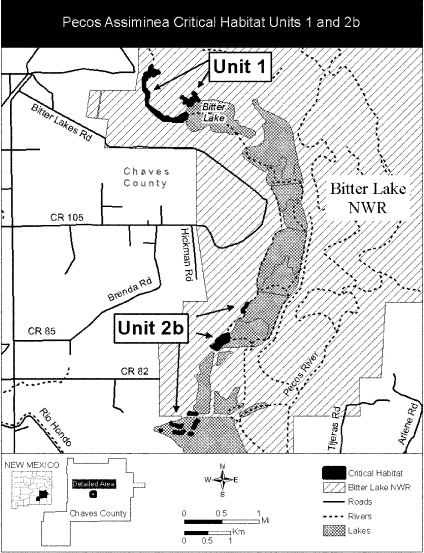 Pecos Assiminea Critical Habitat Units 1 and 2b
Unit 1
Bitter Lakes Rd
Bitter
Lake
Chaves
County
Bitter Lake
NWR
CR 105
Hickman Rd
Brenda Rd
Unit 2b
CR 85
CR 82
Pecos River
Rio Hondo
Tijeras Rd
Arlene Rd
NEW MEXICO
Detailed Area
Chaves County
N
W
E
S
0 0.5 1
Mi
Km
0 0.5 1
Critical Habitat
Bitter Lake NWR
Roads
Rivers
Lakes